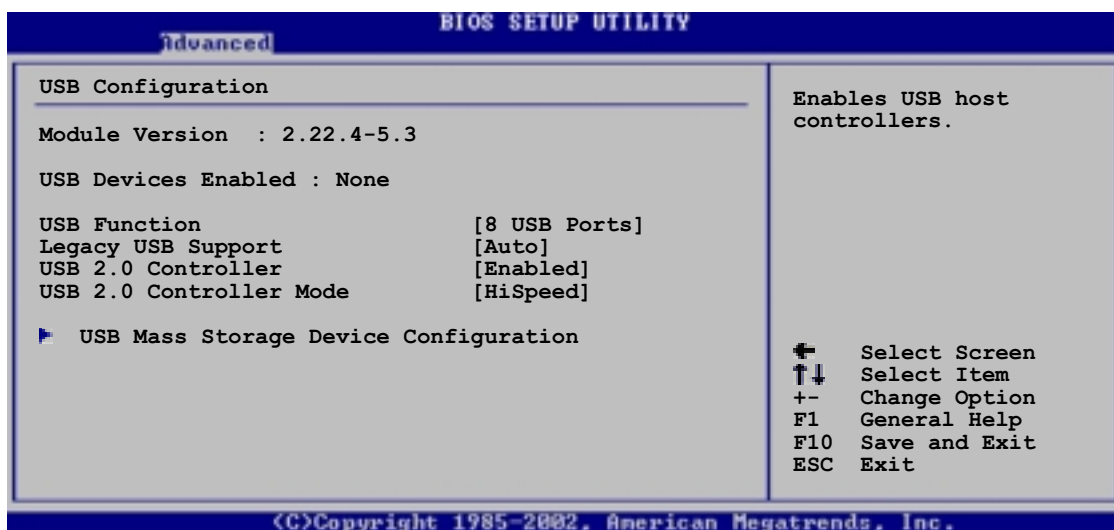 BIOS SETUP UTILITY
Advanced
USB Configuration
Module Version : 2.22.4-5.3
USB Devices Enabled : None
USB Function [8 USB Ports]
Legacy USB Support [Auto]
USB 2.0 Controller [Enabled]
USB 2.0 Controller Mode [HiSpeed]
USB Mass Storage Device Configuration
Enables USB host
controllers.
Select Screen
Select Item
+- Change Option
F1 General Help
F10 Save and Exit
ESC Exit
(C)Copyright 1985-2002, American Megatrends, Inc.